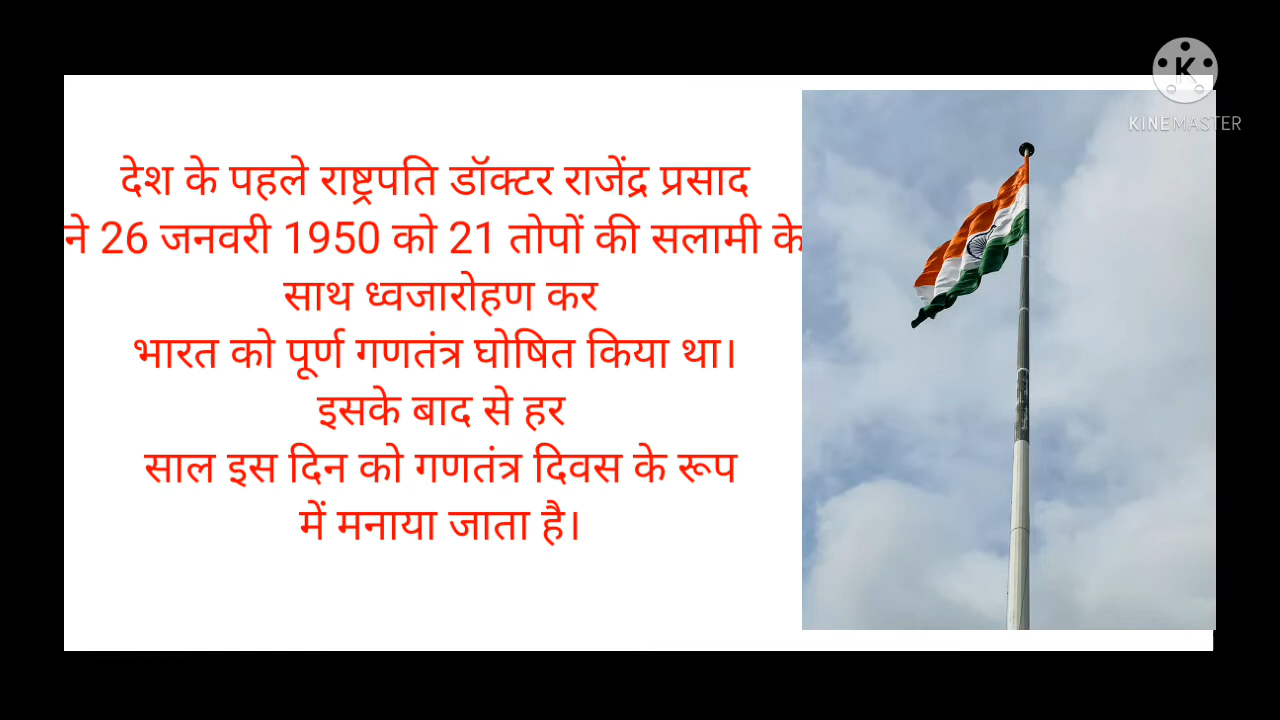 देश के पहले राष्ट्रपति डॉक्टर राजेंद्र प्रसाद
ने 26 जनवरी 1950 को 21 तोपों की सलामी के
साथ ध्वजारोहण कर
भारत को पूर्ण गणतंत्र घोषित किया था।
इसके बाद से हर
साल इस दिन को गणतंत्र दिवस के रूप
में मनाया जाता है।
K
KINEMASTER